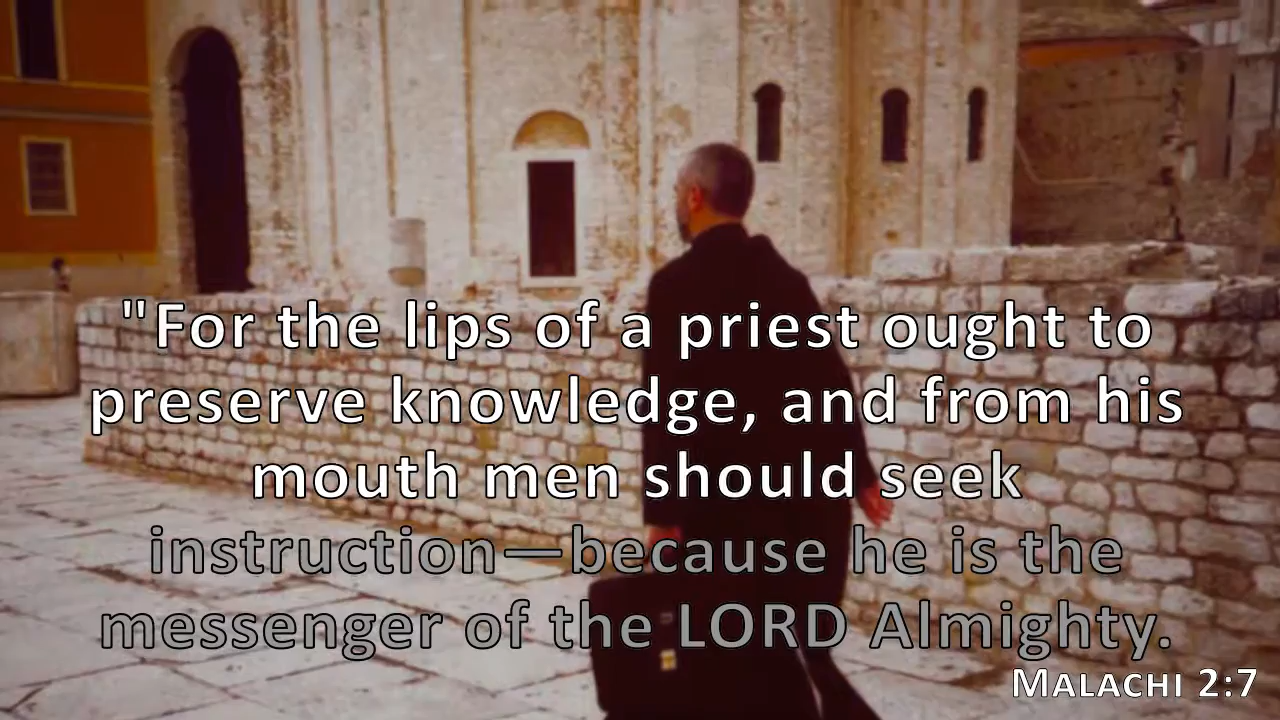 "For the lips of a priest ought to
preserve knowledge, and from his
mouth men should seek
instruction—because he is the
messenger of the LORD Almighty.
Malachi 2:7